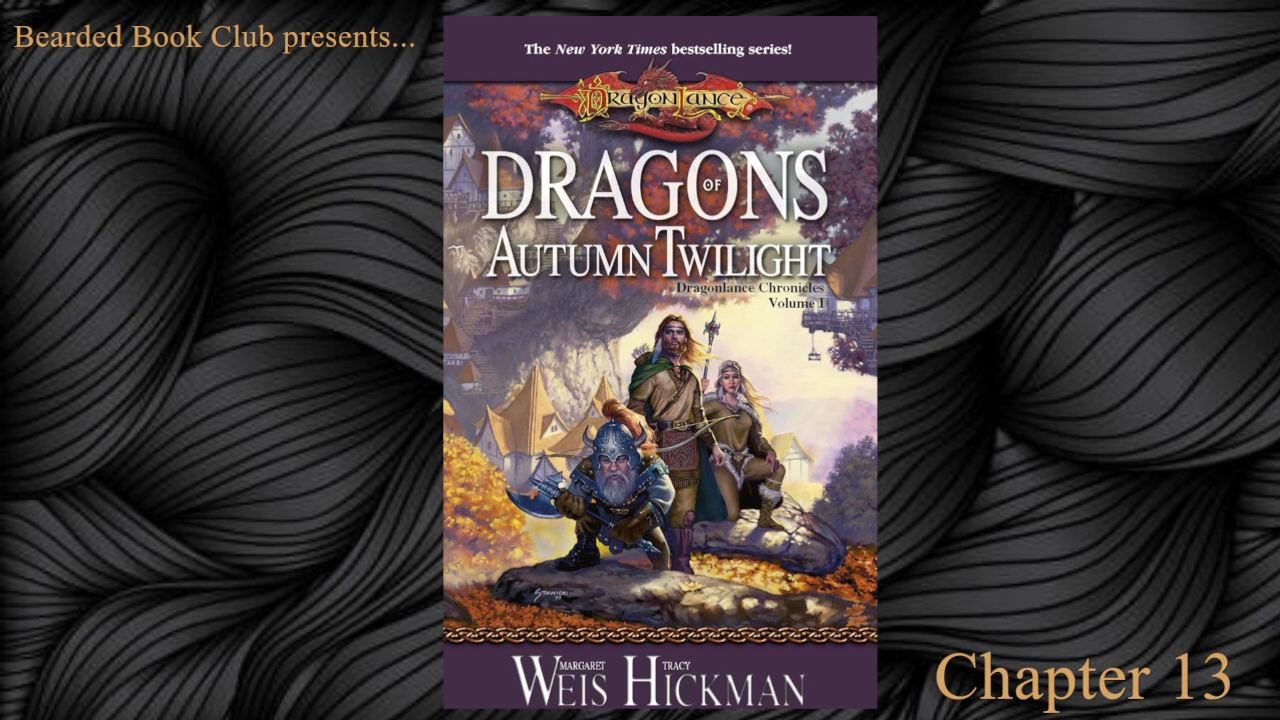 Bearded Book Club presents...
The New York Times bestselling series!
DRAGONLANCE
DRAGONS
OF
AUTUMN TWILIGHT
Dragonlance Chronicles
Volume I
STAWICKI
MARGARET WEIS TRACY HICKMAN
Chapter 13